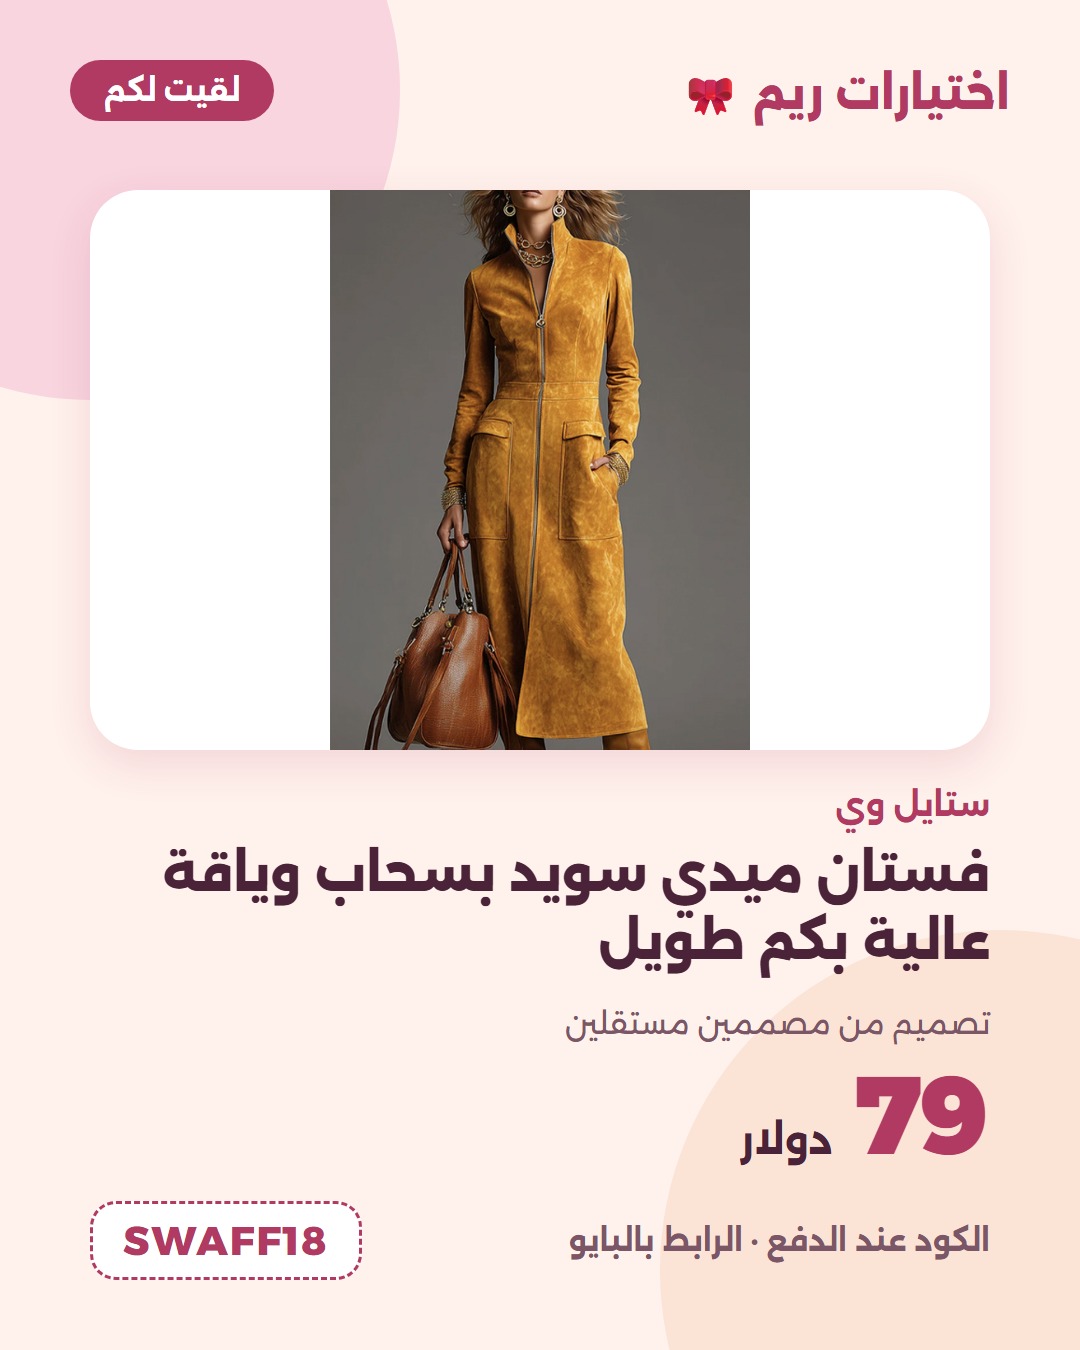 اختيارات ريم 🎀
لقيت لكم
ستايل وي
فستان ميدي سويد بسحاب وياقة
عالية بكم طويل
تصميم من مصممين مستقلين
79 دولار
الكود عند الدفع · الرابط بالبايو
SWAFF18